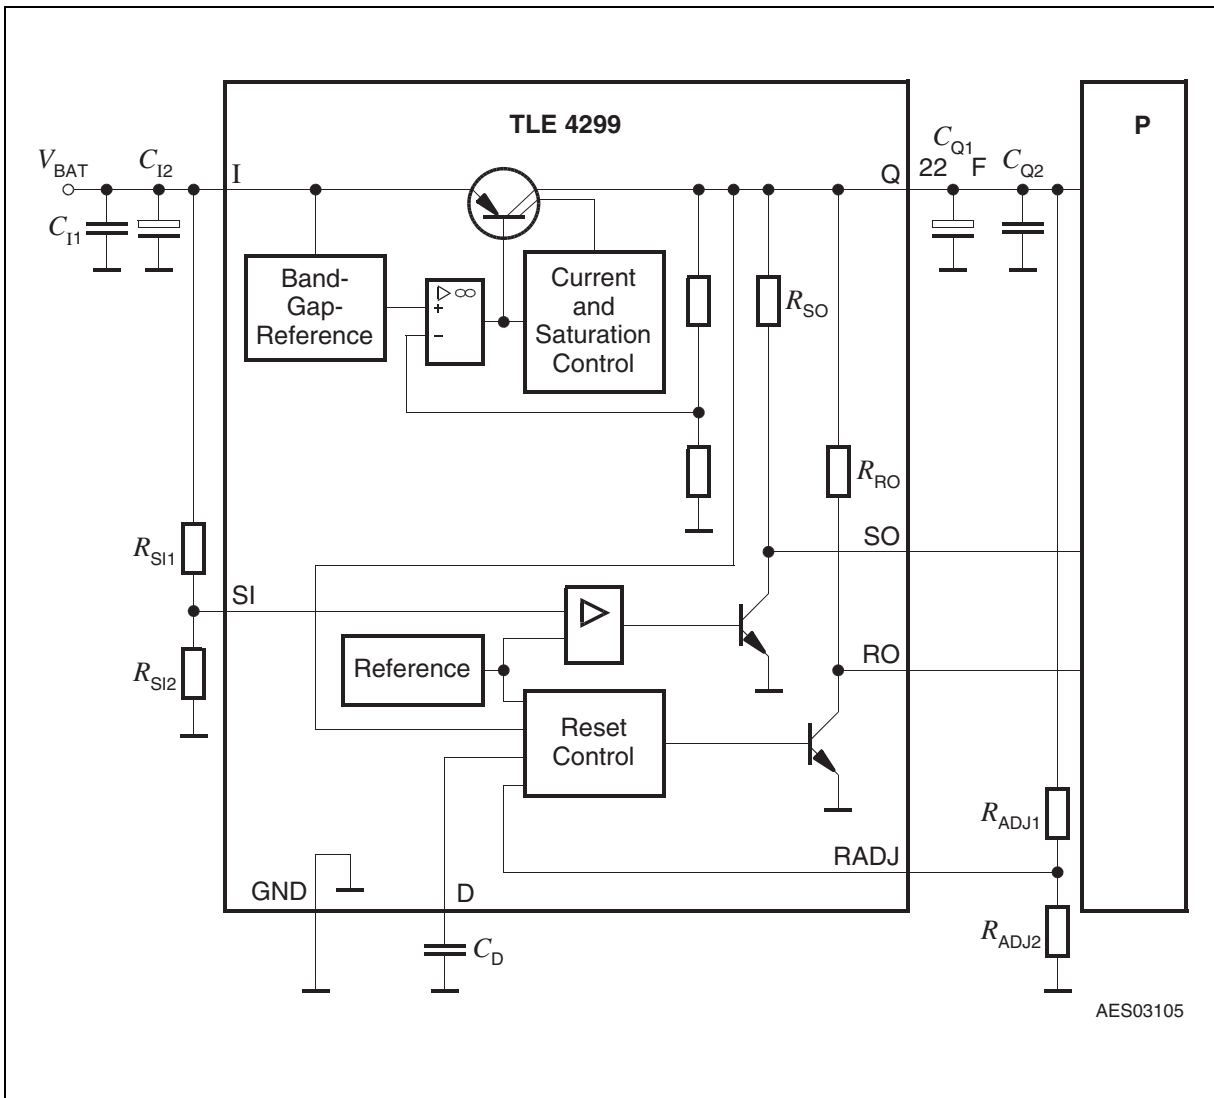 TLE 4299
P
V_BAT
C_I2
I
Q
C_Q1
22 F
C_Q2
C_I1
Band-
Gap-
Reference
▷ ∞
+
−
Current
and
Saturation
Control
R_SO
R_RO
SO
R_SI1
SI
▷
R_SI2
Reference
RO
Reset
Control
R_ADJ1
RADJ
GND
D
C_D
R_ADJ2
AES03105